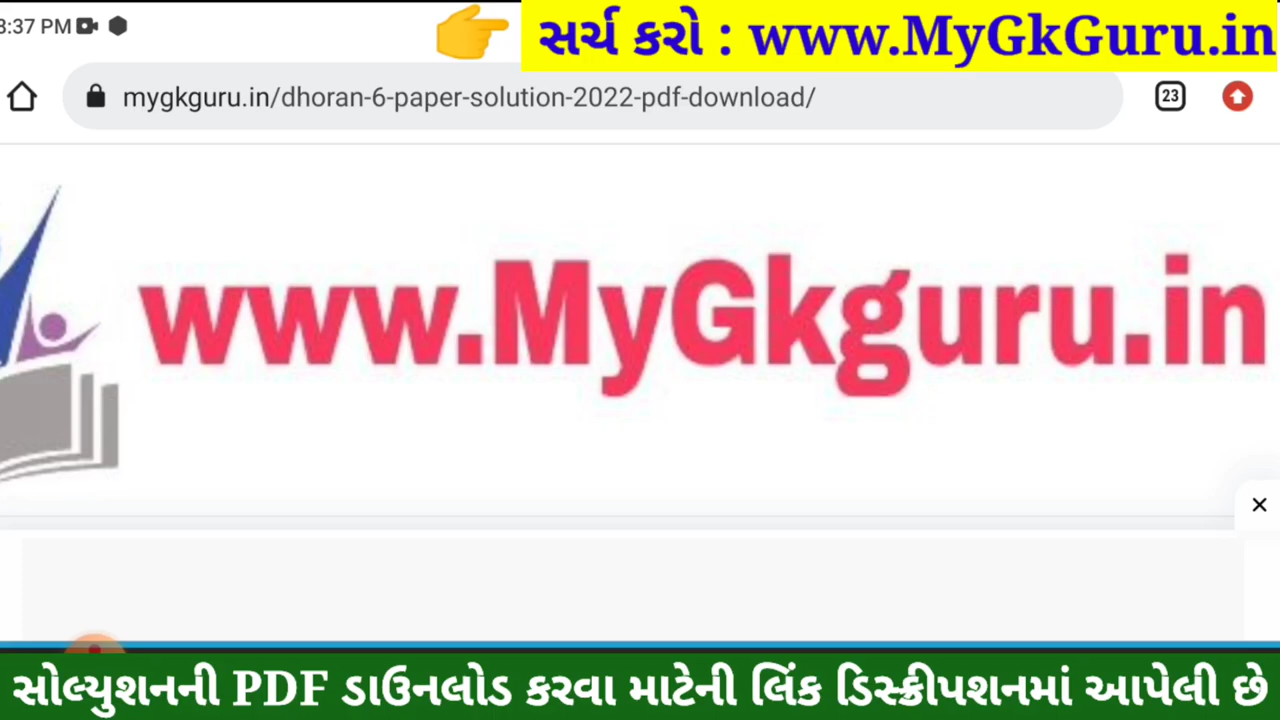 8:37 PM
👉 સર્ચ કરો : www.MyGkGuru.in
mygkguru.in/dhoran-6-paper-solution-2022-pdf-download/
23
www.MyGkguru.in
સોલ્યુશનની PDF ડાઉનલોડ કરવા માટેની લિંક ડિસ્ક્રીપશનમાં આપેલી છે